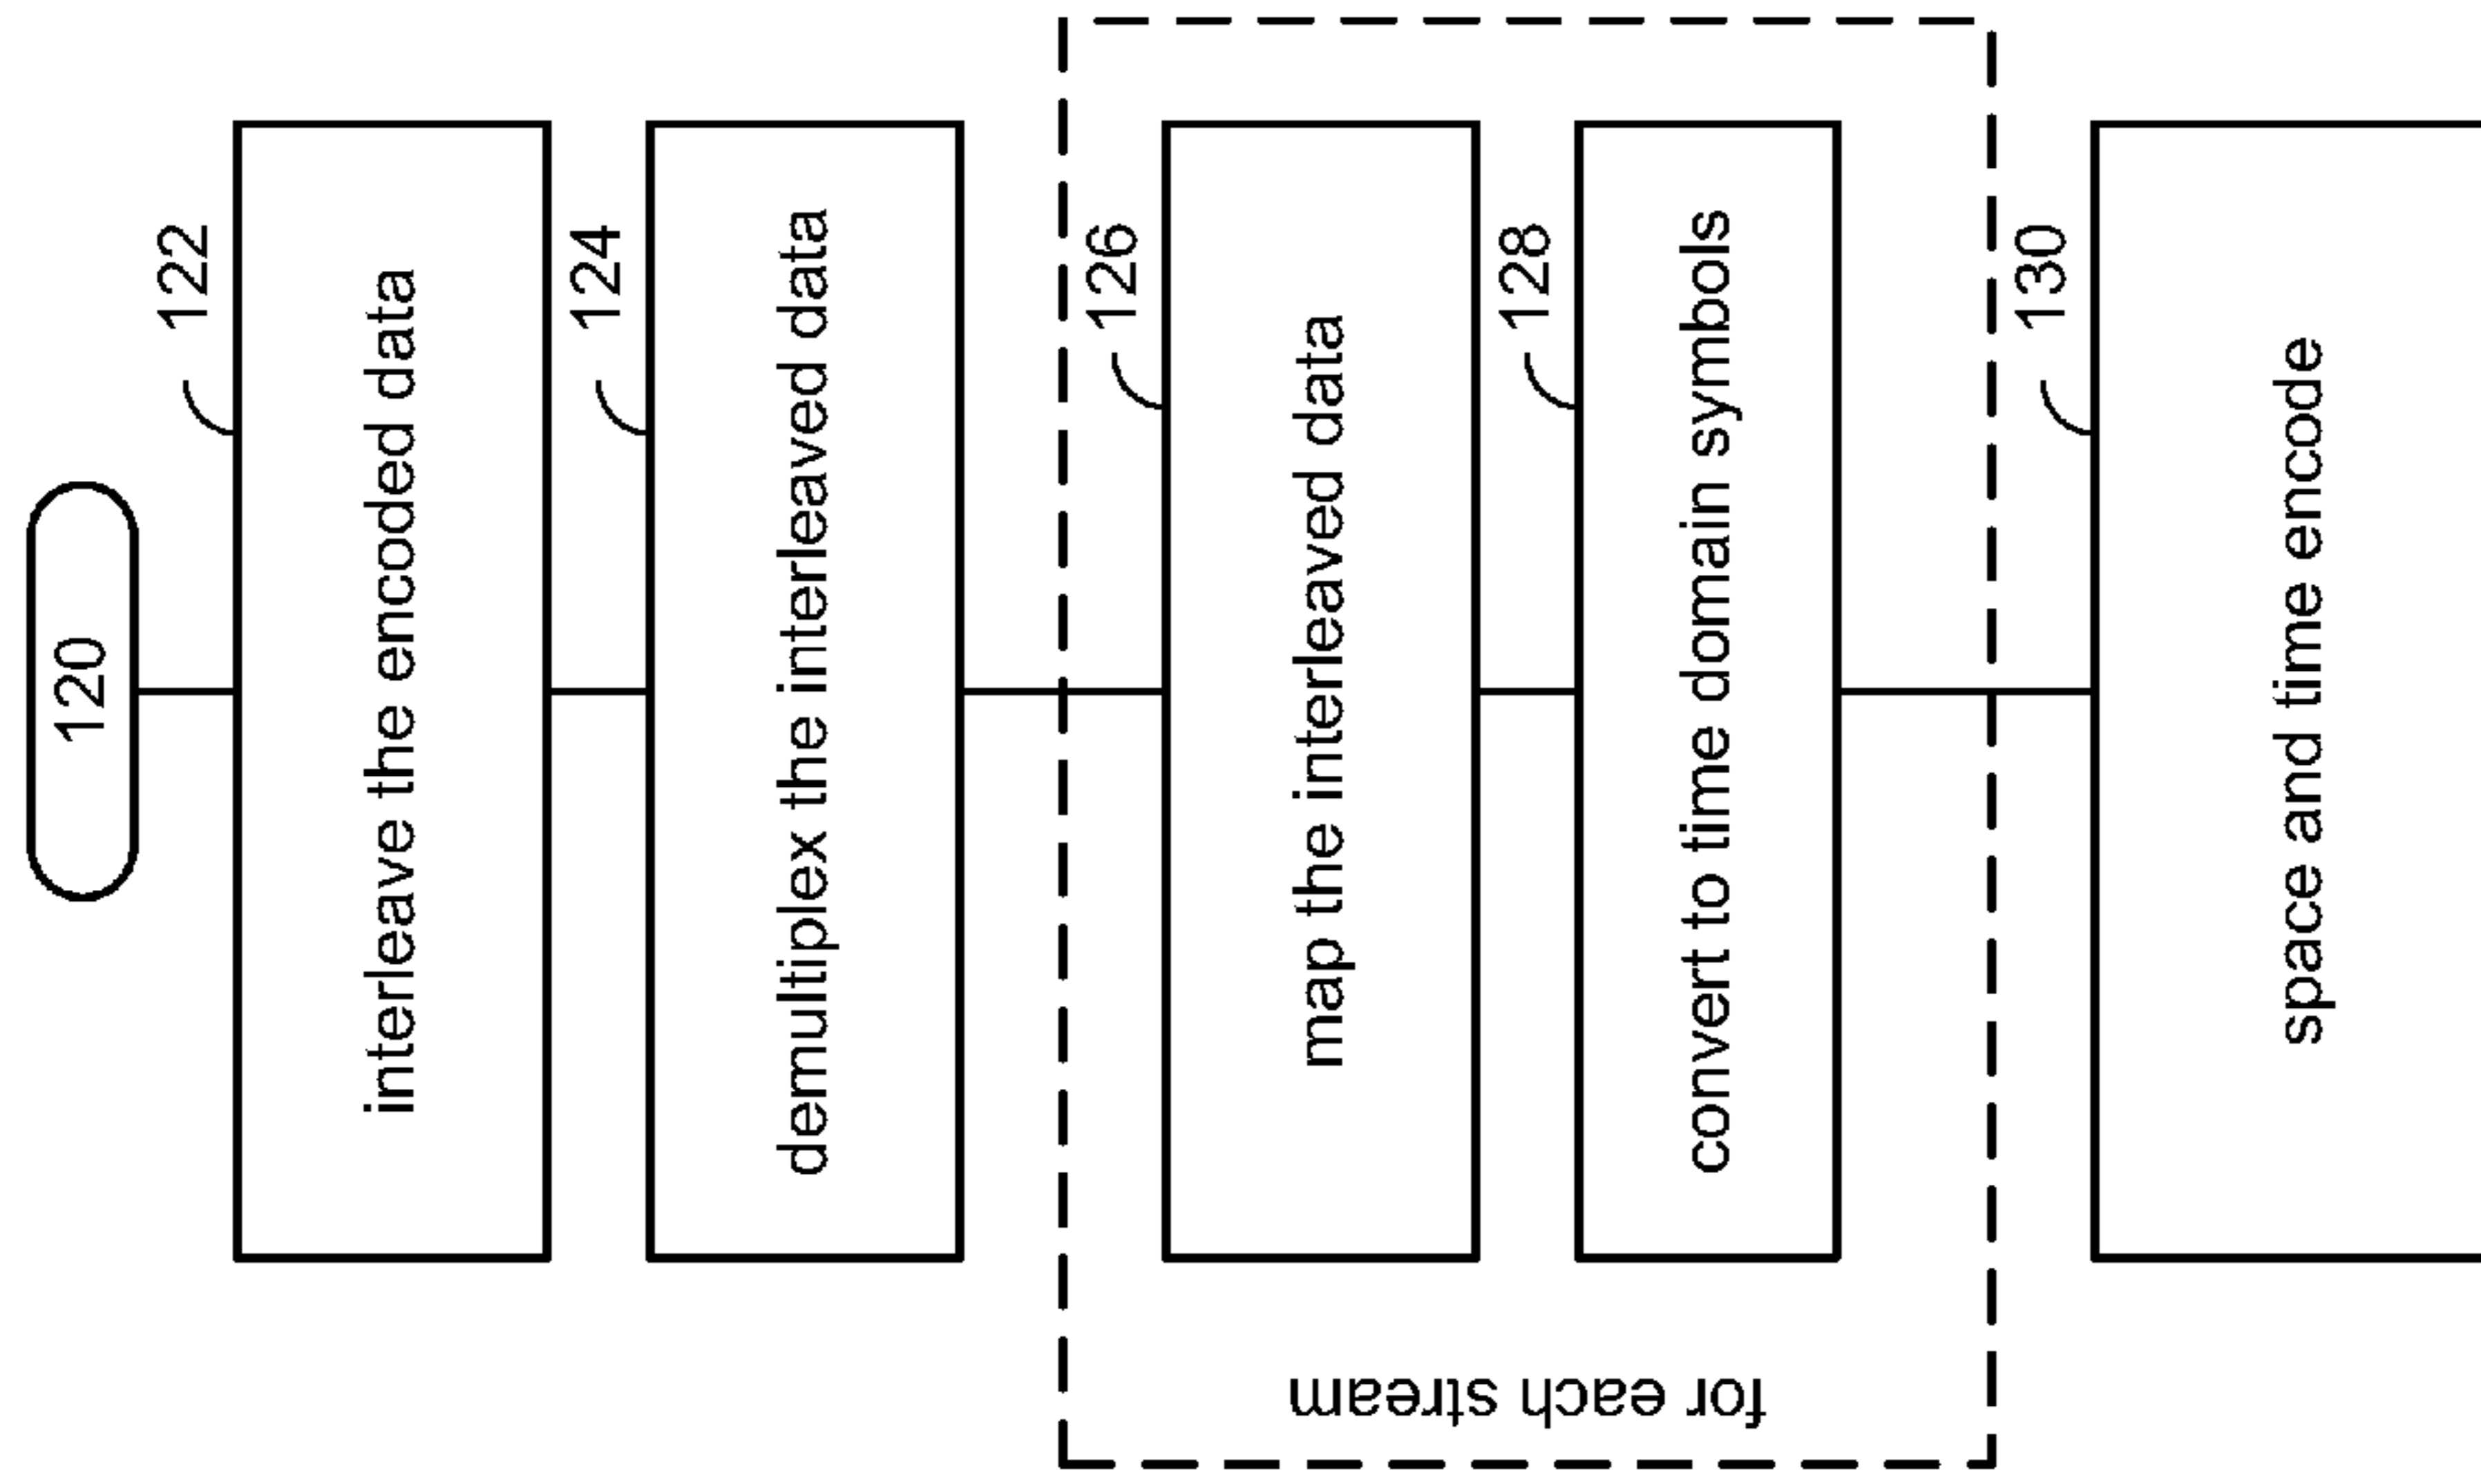 120
122
interleave the encoded data
124
demultiplex the interleaved data
for each stream
126
map the interleaved data
128
convert to time domain symbols
130
space and time encode